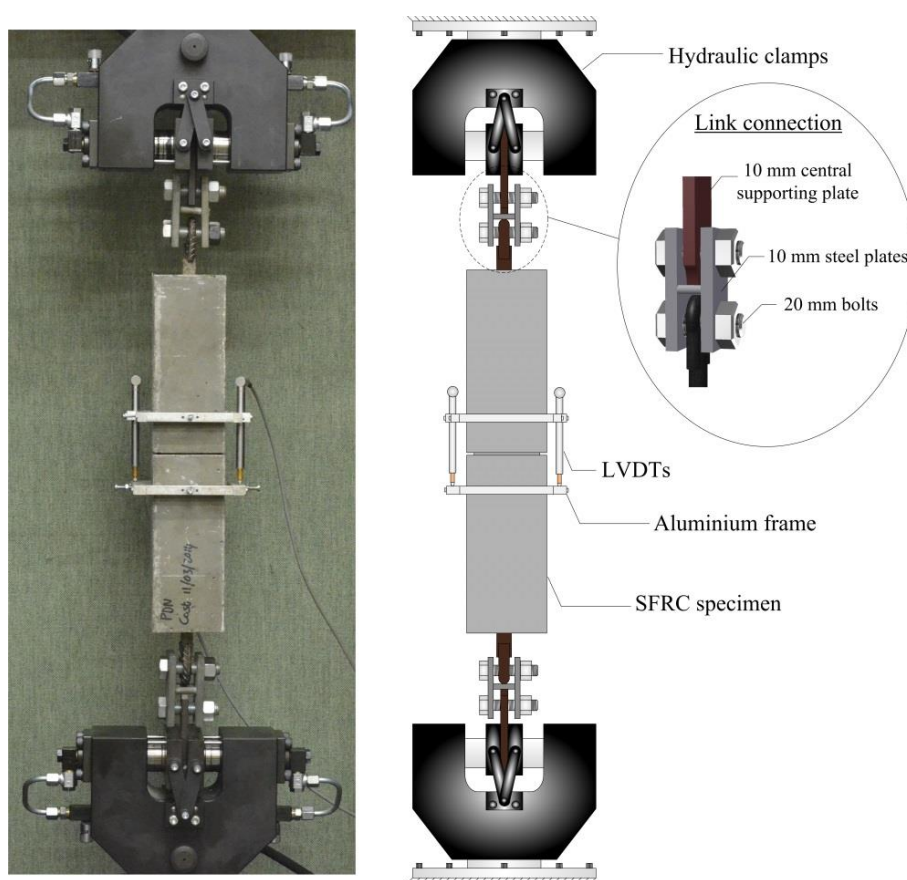 Hydraulic clamps
Link connection
10 mm central
supporting plate
10 mm steel plates
20 mm bolts
LVDTs
Aluminium frame
SFRC specimen
PDN
Cast 11/03/2014